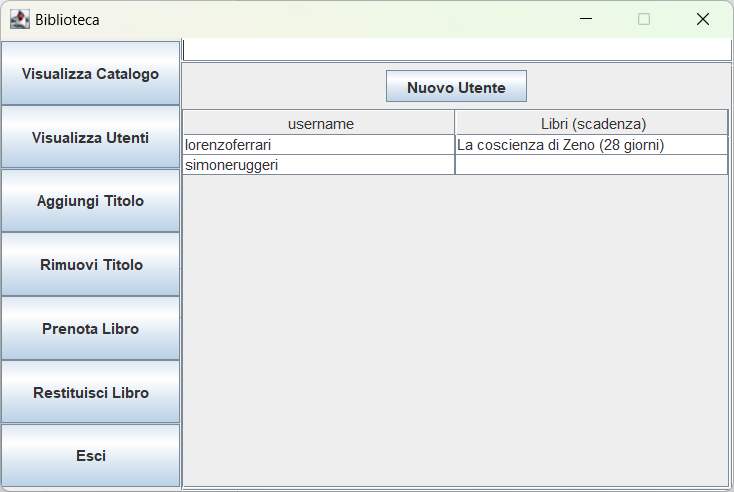 Biblioteca
Visualizza Catalogo
Visualizza Utenti
Aggiungi Titolo
Rimuovi Titolo
Prenota Libro
Restituisci Libro
Esci
Nuovo Utente
username Libri (scadenza)
lorenzoferrari La coscienza di Zeno (28 giorni)
simoneruggeri